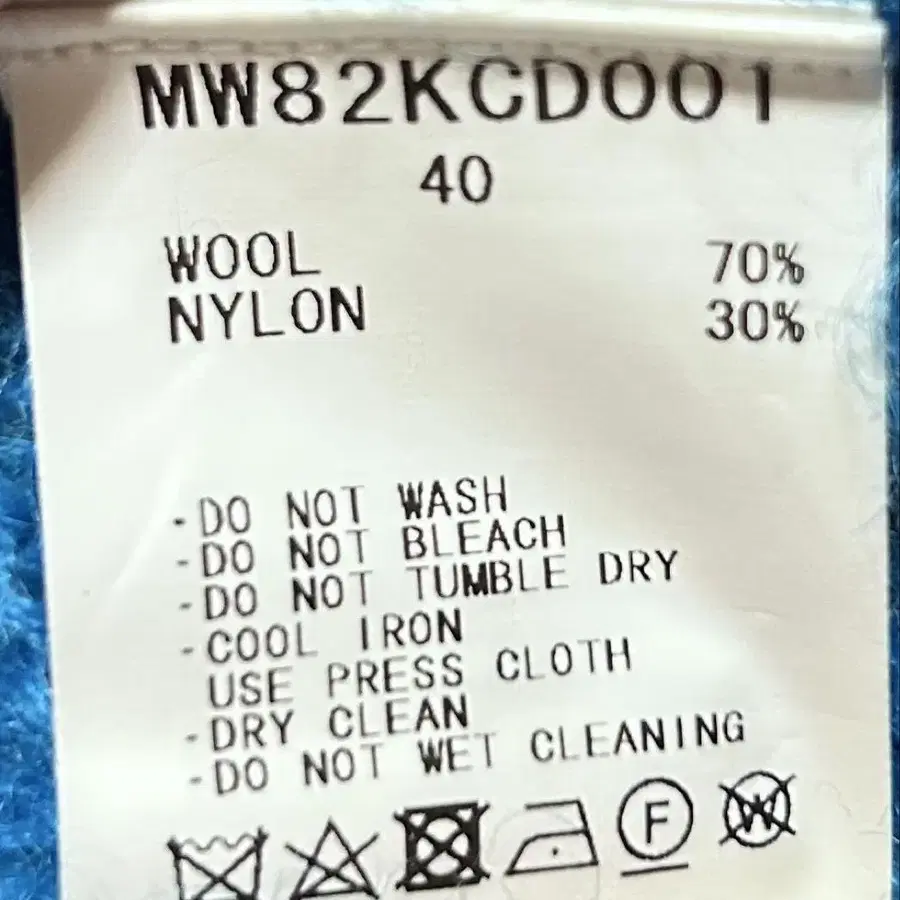 MW82KCD001
40
WOOL 70%
NYLON 30%
-DO NOT WASH
-DO NOT BLEACH
-DO NOT TUMBLE DRY
-COOL IRON
USE PRESS CLOTH
-DRY CLEAN
-DO NOT WET CLEANING
F W